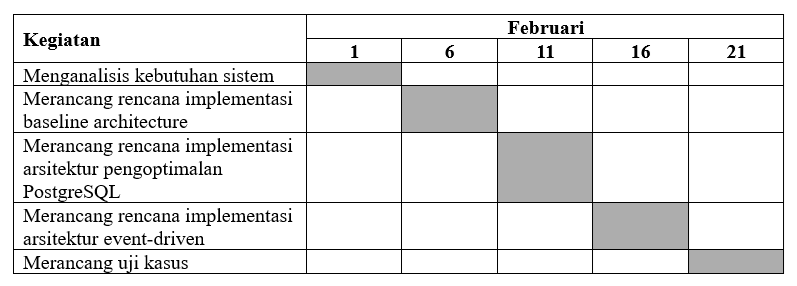 Kegiatan
Februari
1 6 11 16 21
Menganalisis kebutuhan sistem
Merancang rencana implementasi
baseline architecture
Merancang rencana implementasi
arsitektur pengoptimalan
PostgreSQL
Merancang rencana implementasi
arsitektur event-driven
Merancang uji kasus